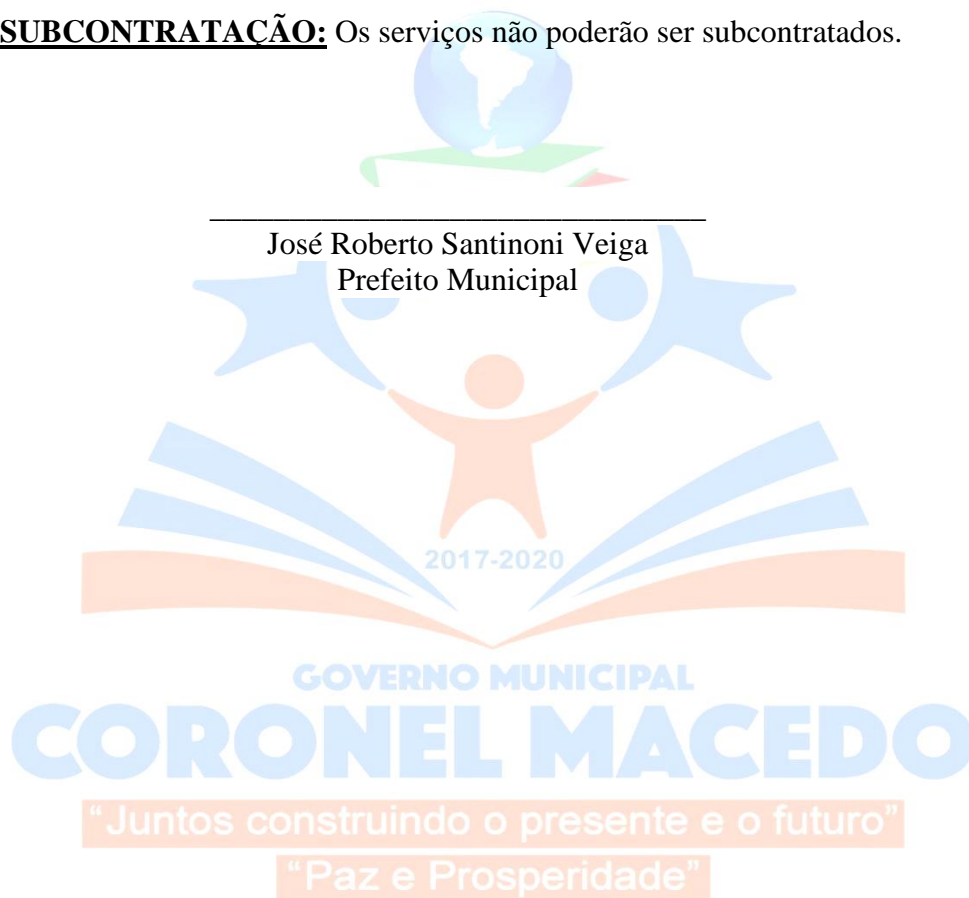 SUBCONTRATAÇÃO: Os serviços não poderão ser subcontratados.
_________________________________
José Roberto Santinoni Veiga
Prefeito Municipal
2017-2020
GOVERNO MUNICIPAL
CORONEL MACEDO
“Juntos construindo o presente e o futuro”
“Paz e Prosperidade”